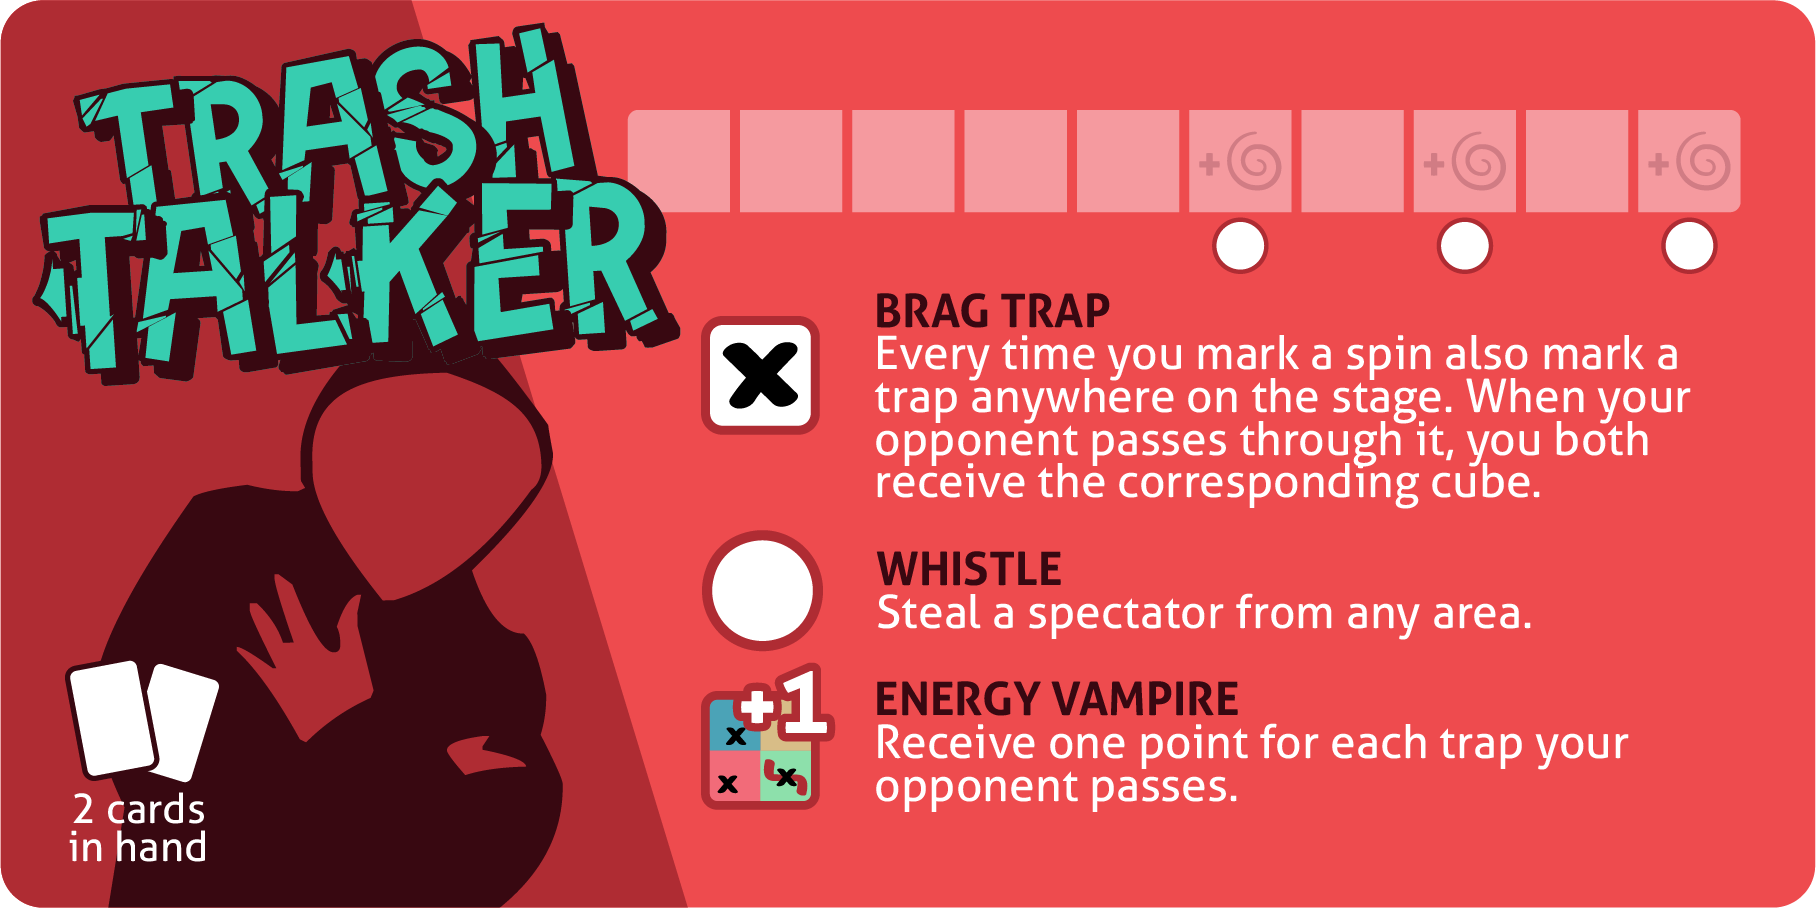 TRASH
TALKER
+
+
+
BRAG TRAP
Every time you mark a spin also mark a
trap anywhere on the stage. When your
opponent passes through it, you both
receive the corresponding cube.
WHISTLE
Steal a spectator from any area.
+1
ENERGY VAMPIRE
Receive one point for each trap your
opponent passes.
2 cards
in hand